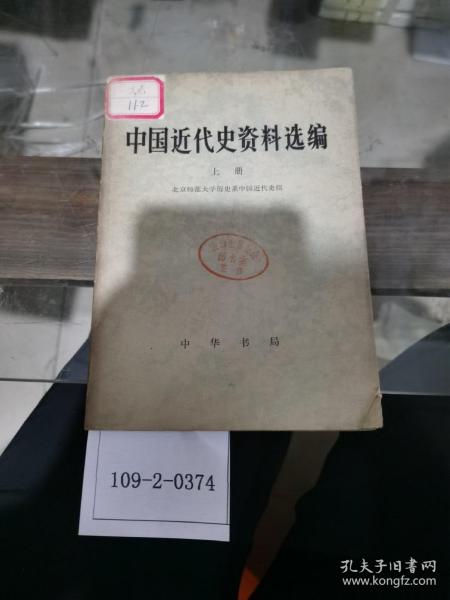 112
中国近代史资料选编
上册
北京师范大学历史系中国近代史组
中华书局
109-2-0374
孔夫子旧书网
www.kongfz.com